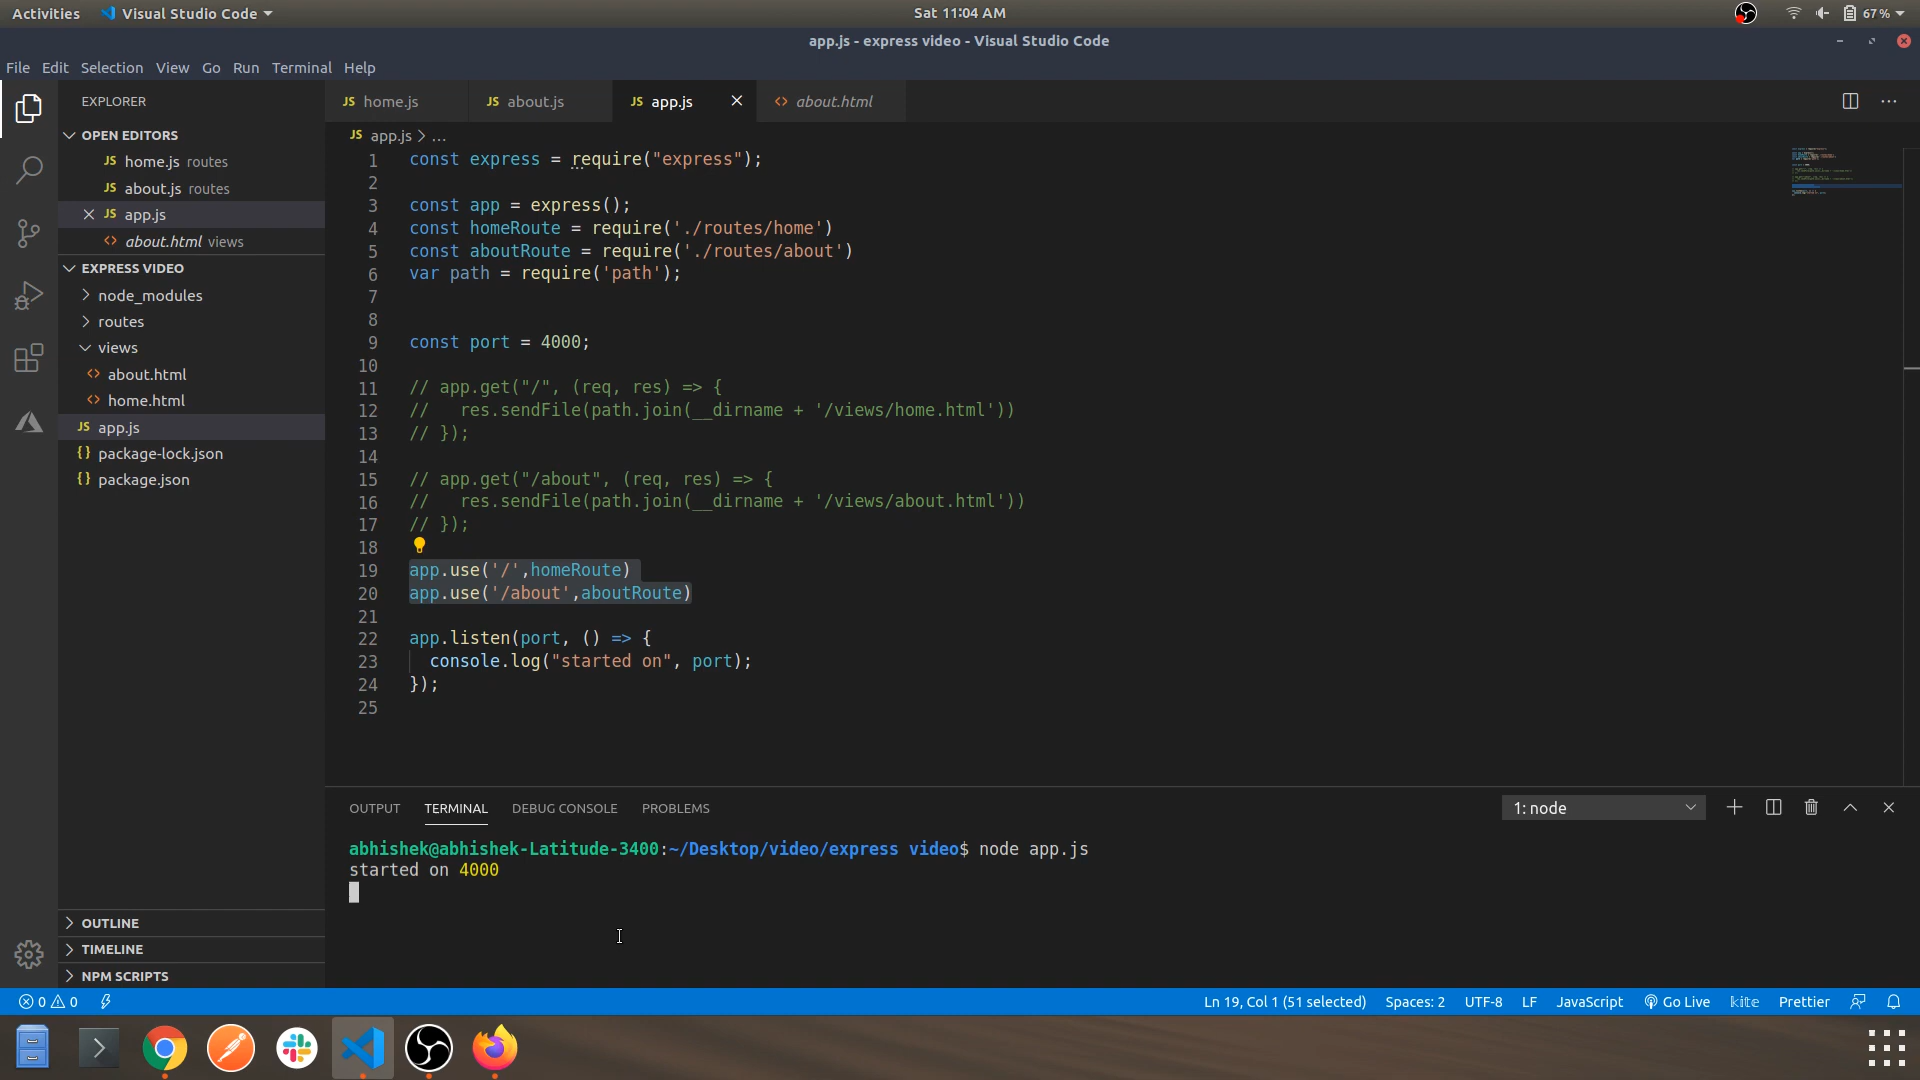 Activities Visual Studio Code Sat 11:04 AM 67%
app.js - express video - Visual Studio Code
File Edit Selection View Go Run Terminal Help
EXPLORER
OPEN EDITORS
JS home.js routes
JS about.js routes
JS app.js
<> about.html views
EXPRESS VIDEO
node_modules
routes
views
<> about.html
<> home.html
JS app.js
{} package-lock.json
{} package.json
OUTLINE
TIMELINE
NPM SCRIPTS
JS home.js JS about.js JS app.js <> about.html
JS app.js > ...
1 const express = require("express");
2
3 const app = express();
4 const homeRoute = require('./routes/home')
5 const aboutRoute = require('./routes/about')
6 var path = require('path');
7
8
9 const port = 4000;
10
11 // app.get("/", (req, res) => {
12 //   res.sendFile(path.join(__dirname + '/views/home.html'))
13 // });
14
15 // app.get("/about", (req, res) => {
16 //   res.sendFile(path.join(__dirname + '/views/about.html'))
17 // });
18
19 app.use('/',homeRoute)
20 app.use('/about',aboutRoute)
21
22 app.listen(port, () => {
23   console.log("started on", port);
24 });
25
OUTPUT TERMINAL DEBUG CONSOLE PROBLEMS 1: node
abhishek@abhishek-Latitude-3400:~/Desktop/video/express video$ node app.js
started on 4000
0 0 Ln 19, Col 1 (51 selected) Spaces: 2 UTF-8 LF JavaScript Go Live kite Prettier